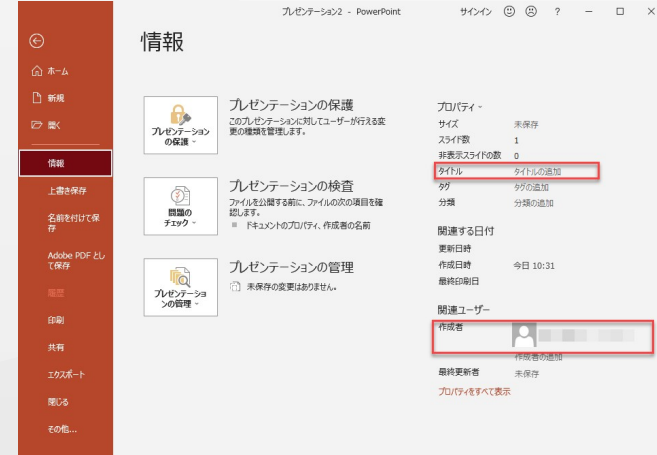 プレゼンテーション2 - PowerPoint
サインイン
?
情報
ホーム
新規
開く
情報
上書き保存
名前を付けて保
存
Adobe PDF とし
て保存
履歴
印刷
共有
エクスポート
閉じる
その他...
プレゼンテーション
の保護
プレゼンテーションの保護
このプレゼンテーションに対してユーザーが行える変
更の種類を管理します。
問題の
チェック
プレゼンテーションの検査
ファイルを公開する前に、ファイルの次の項目を確
認します。
ドキュメントのプロパティ、作成者の名前
プレゼンテーショ
ンの管理
プレゼンテーションの管理
未保存の変更はありません。
プロパティ
サイズ 未保存
スライド数 1
非表示スライドの数 0
タイトル タイトルの追加
タグ タグの追加
分類 分類の追加
関連する日付
更新日時
作成日時 今日 10:31
最終印刷日
関連ユーザー
作成者
作成者の追加
最終更新者 未保存
プロパティをすべて表示